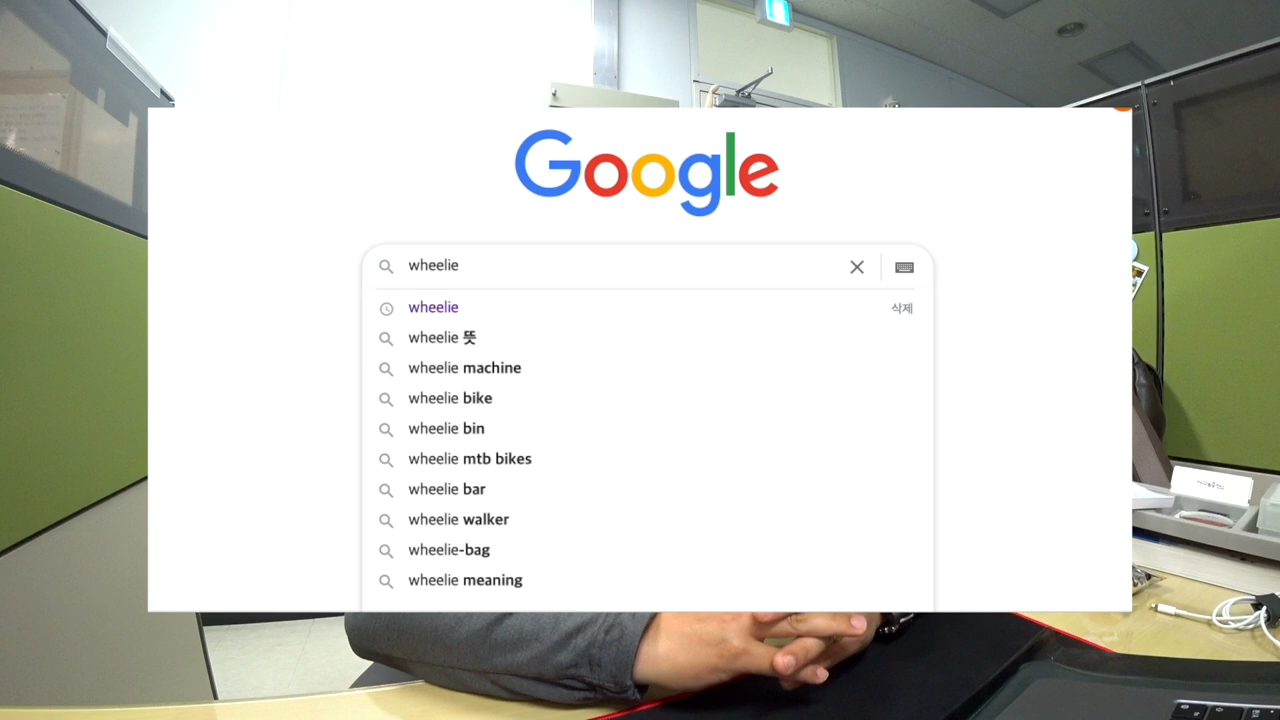 Google
wheelie
wheelie 삭제
wheelie 뜻
wheelie machine
wheelie bike
wheelie bin
wheelie mtb bikes
wheelie bar
wheelie walker
wheelie-bag
wheelie meaning